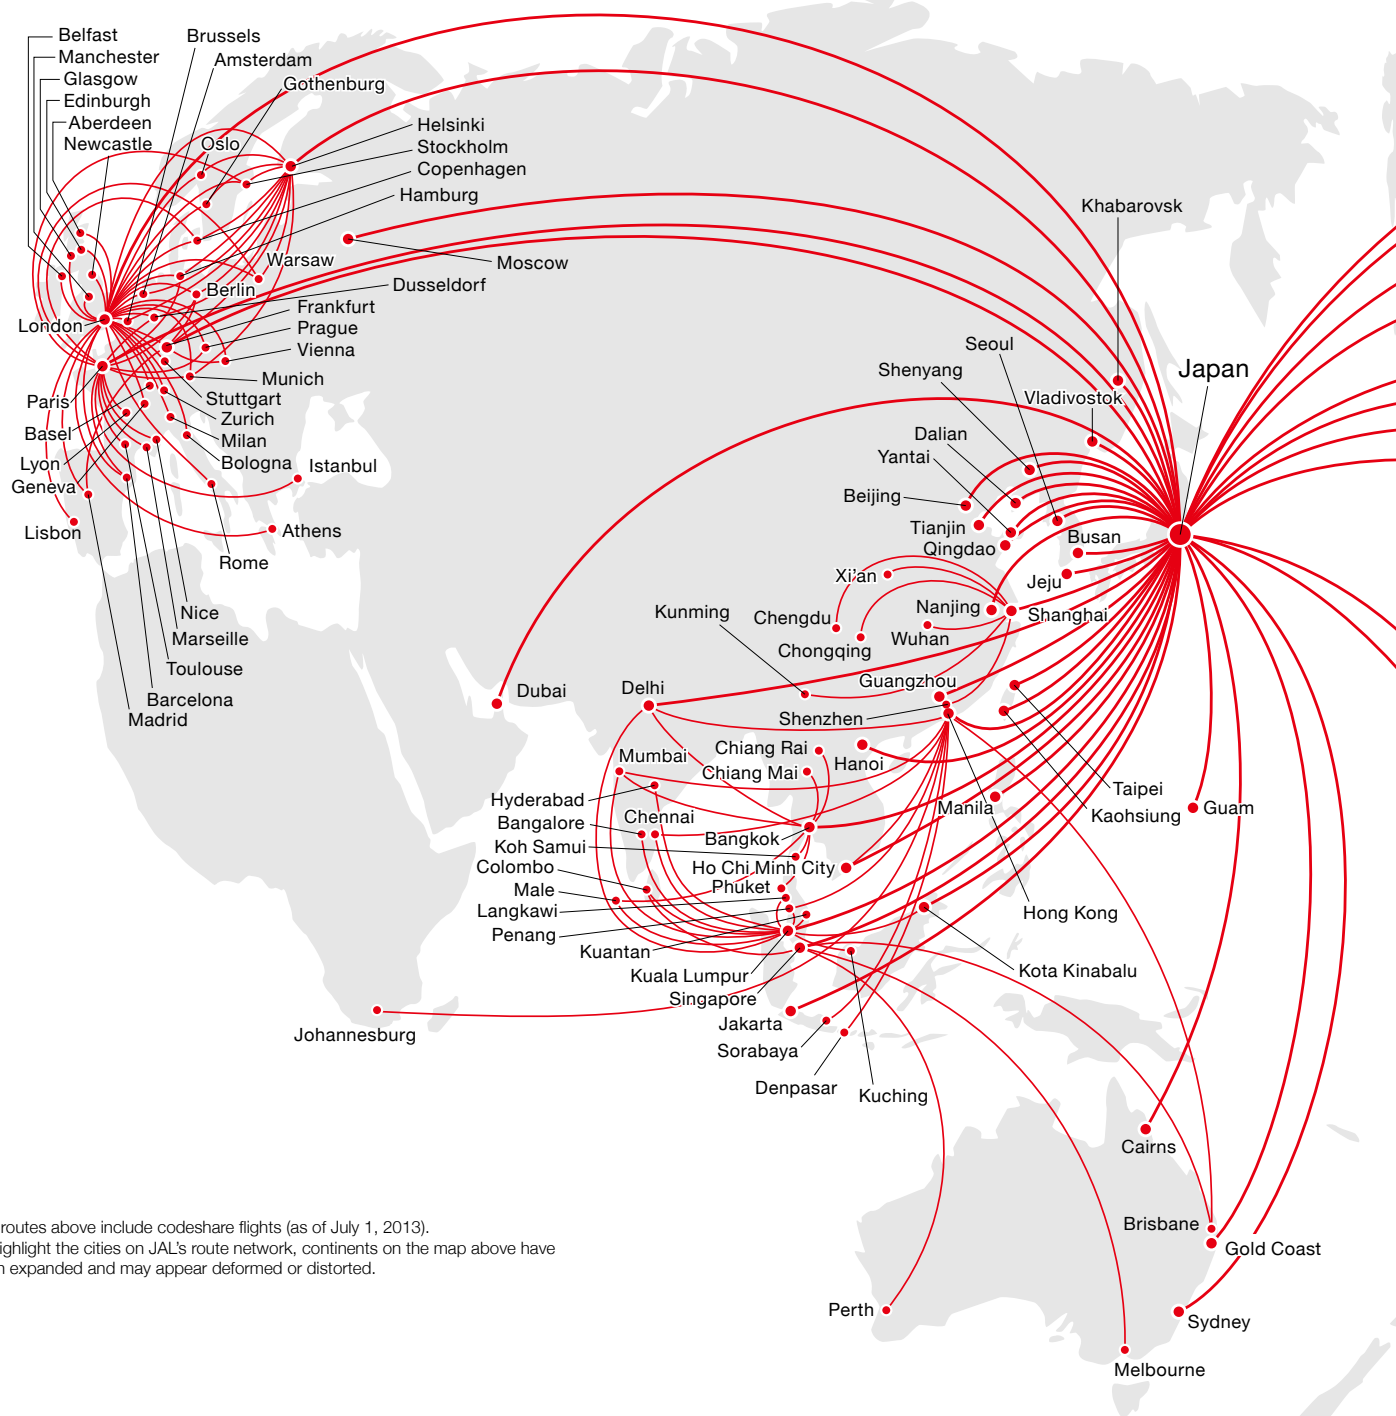 Belfast
Manchester
Glasgow
Edinburgh
Aberdeen
Newcastle
Brussels
Amsterdam
Gothenburg
Oslo
Helsinki
Stockholm
Copenhagen
Hamburg
Warsaw
Moscow
Berlin
Dusseldorf
Frankfurt
Prague
Vienna
London
Munich
Stuttgart
Paris
Zurich
Basel
Milan
Lyon
Bologna
Istanbul
Geneva
Lisbon
Athens
Rome
Nice
Marseille
Toulouse
Barcelona
Madrid
Khabarovsk
Seoul
Japan
Shenyang
Vladivostok
Dalian
Yantai
Beijing
Tianjin
Qingdao
Busan
Jeju
Xi'an
Nanjing
Shanghai
Kunming
Chengdu
Wuhan
Chongqing
Guangzhou
Dubai
Delhi
Shenzhen
Chiang Rai
Mumbai
Hanoi
Chiang Mai
Taipei
Hyderabad
Manila
Guam
Kaohsiung
Bangalore
Chennai
Bangkok
Koh Samui
Colombo
Ho Chi Minh City
Male
Phuket
Langkawi
Hong Kong
Penang
Kuantan
Kota Kinabalu
Kuala Lumpur
Singapore
Jakarta
Johannesburg
Sorabaya
Denpasar
Kuching
Cairns
Brisbane
Gold Coast
Perth
Sydney
Melbourne
routes above include codeshare flights (as of July 1, 2013).
highlight the cities on JAL's route network, continents on the map above have
expanded and may appear deformed or distorted.